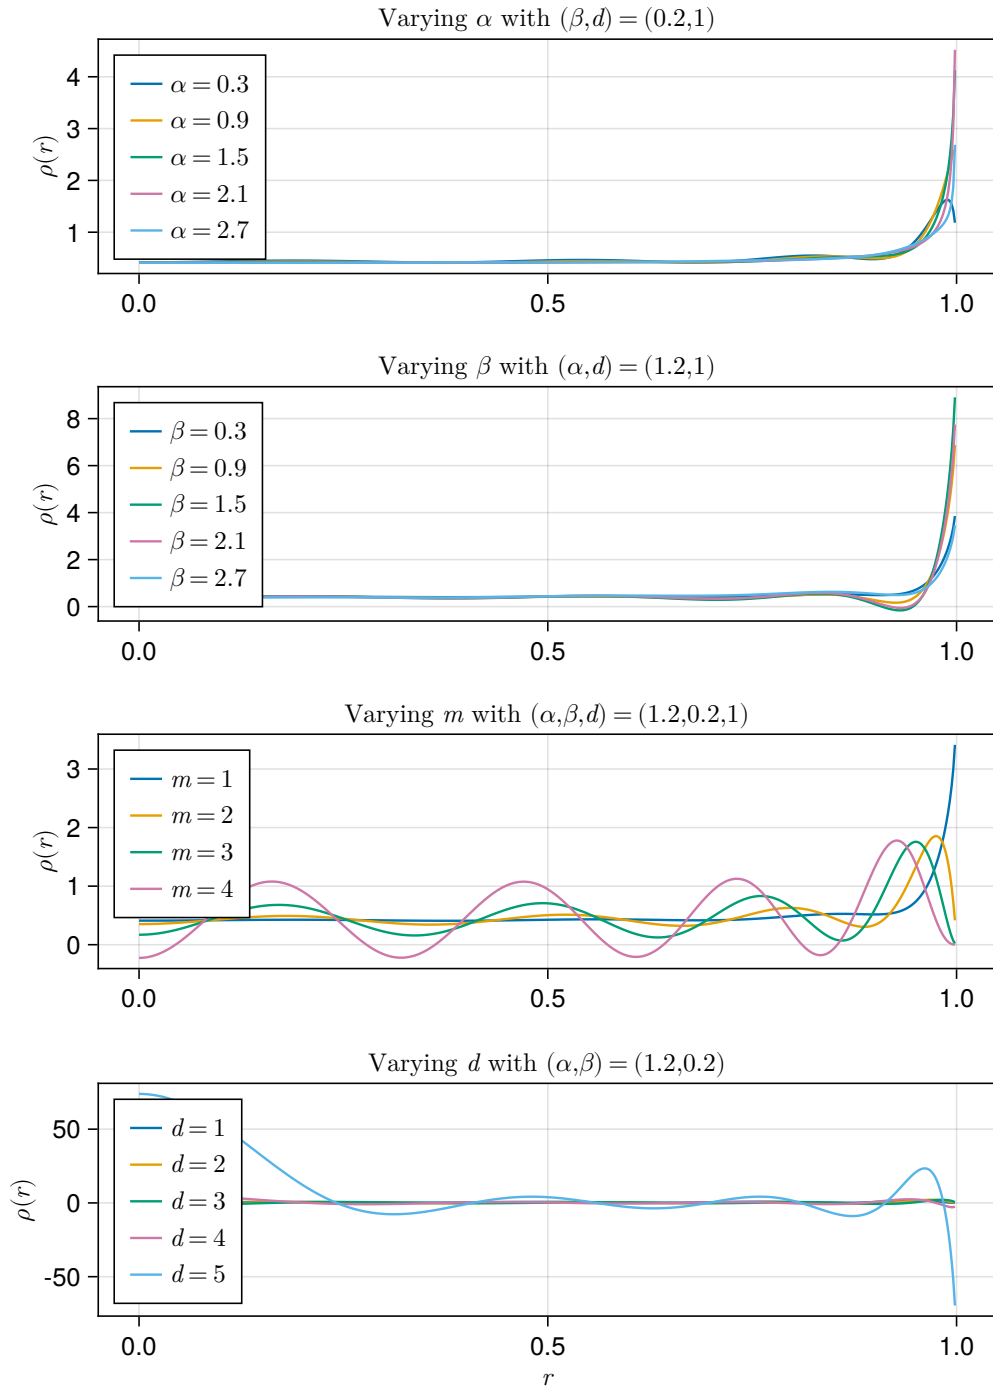 Varying α with (β,d) = (0.2,1)
4
3
2
1
ρ(r)
α = 0.3
α = 0.9
α = 1.5
α = 2.1
α = 2.7
0.0 0.5 1.0
Varying β with (α,d) = (1.2,1)
8
6
4
2
0
ρ(r)
β = 0.3
β = 0.9
β = 1.5
β = 2.1
β = 2.7
0.0 0.5 1.0
Varying m with (α,β,d) = (1.2,0.2,1)
3
2
1
0
ρ(r)
m = 1
m = 2
m = 3
m = 4
0.0 0.5 1.0
Varying d with (α,β) = (1.2,0.2)
50
0
-50
ρ(r)
d = 1
d = 2
d = 3
d = 4
d = 5
0.0 0.5 1.0
r